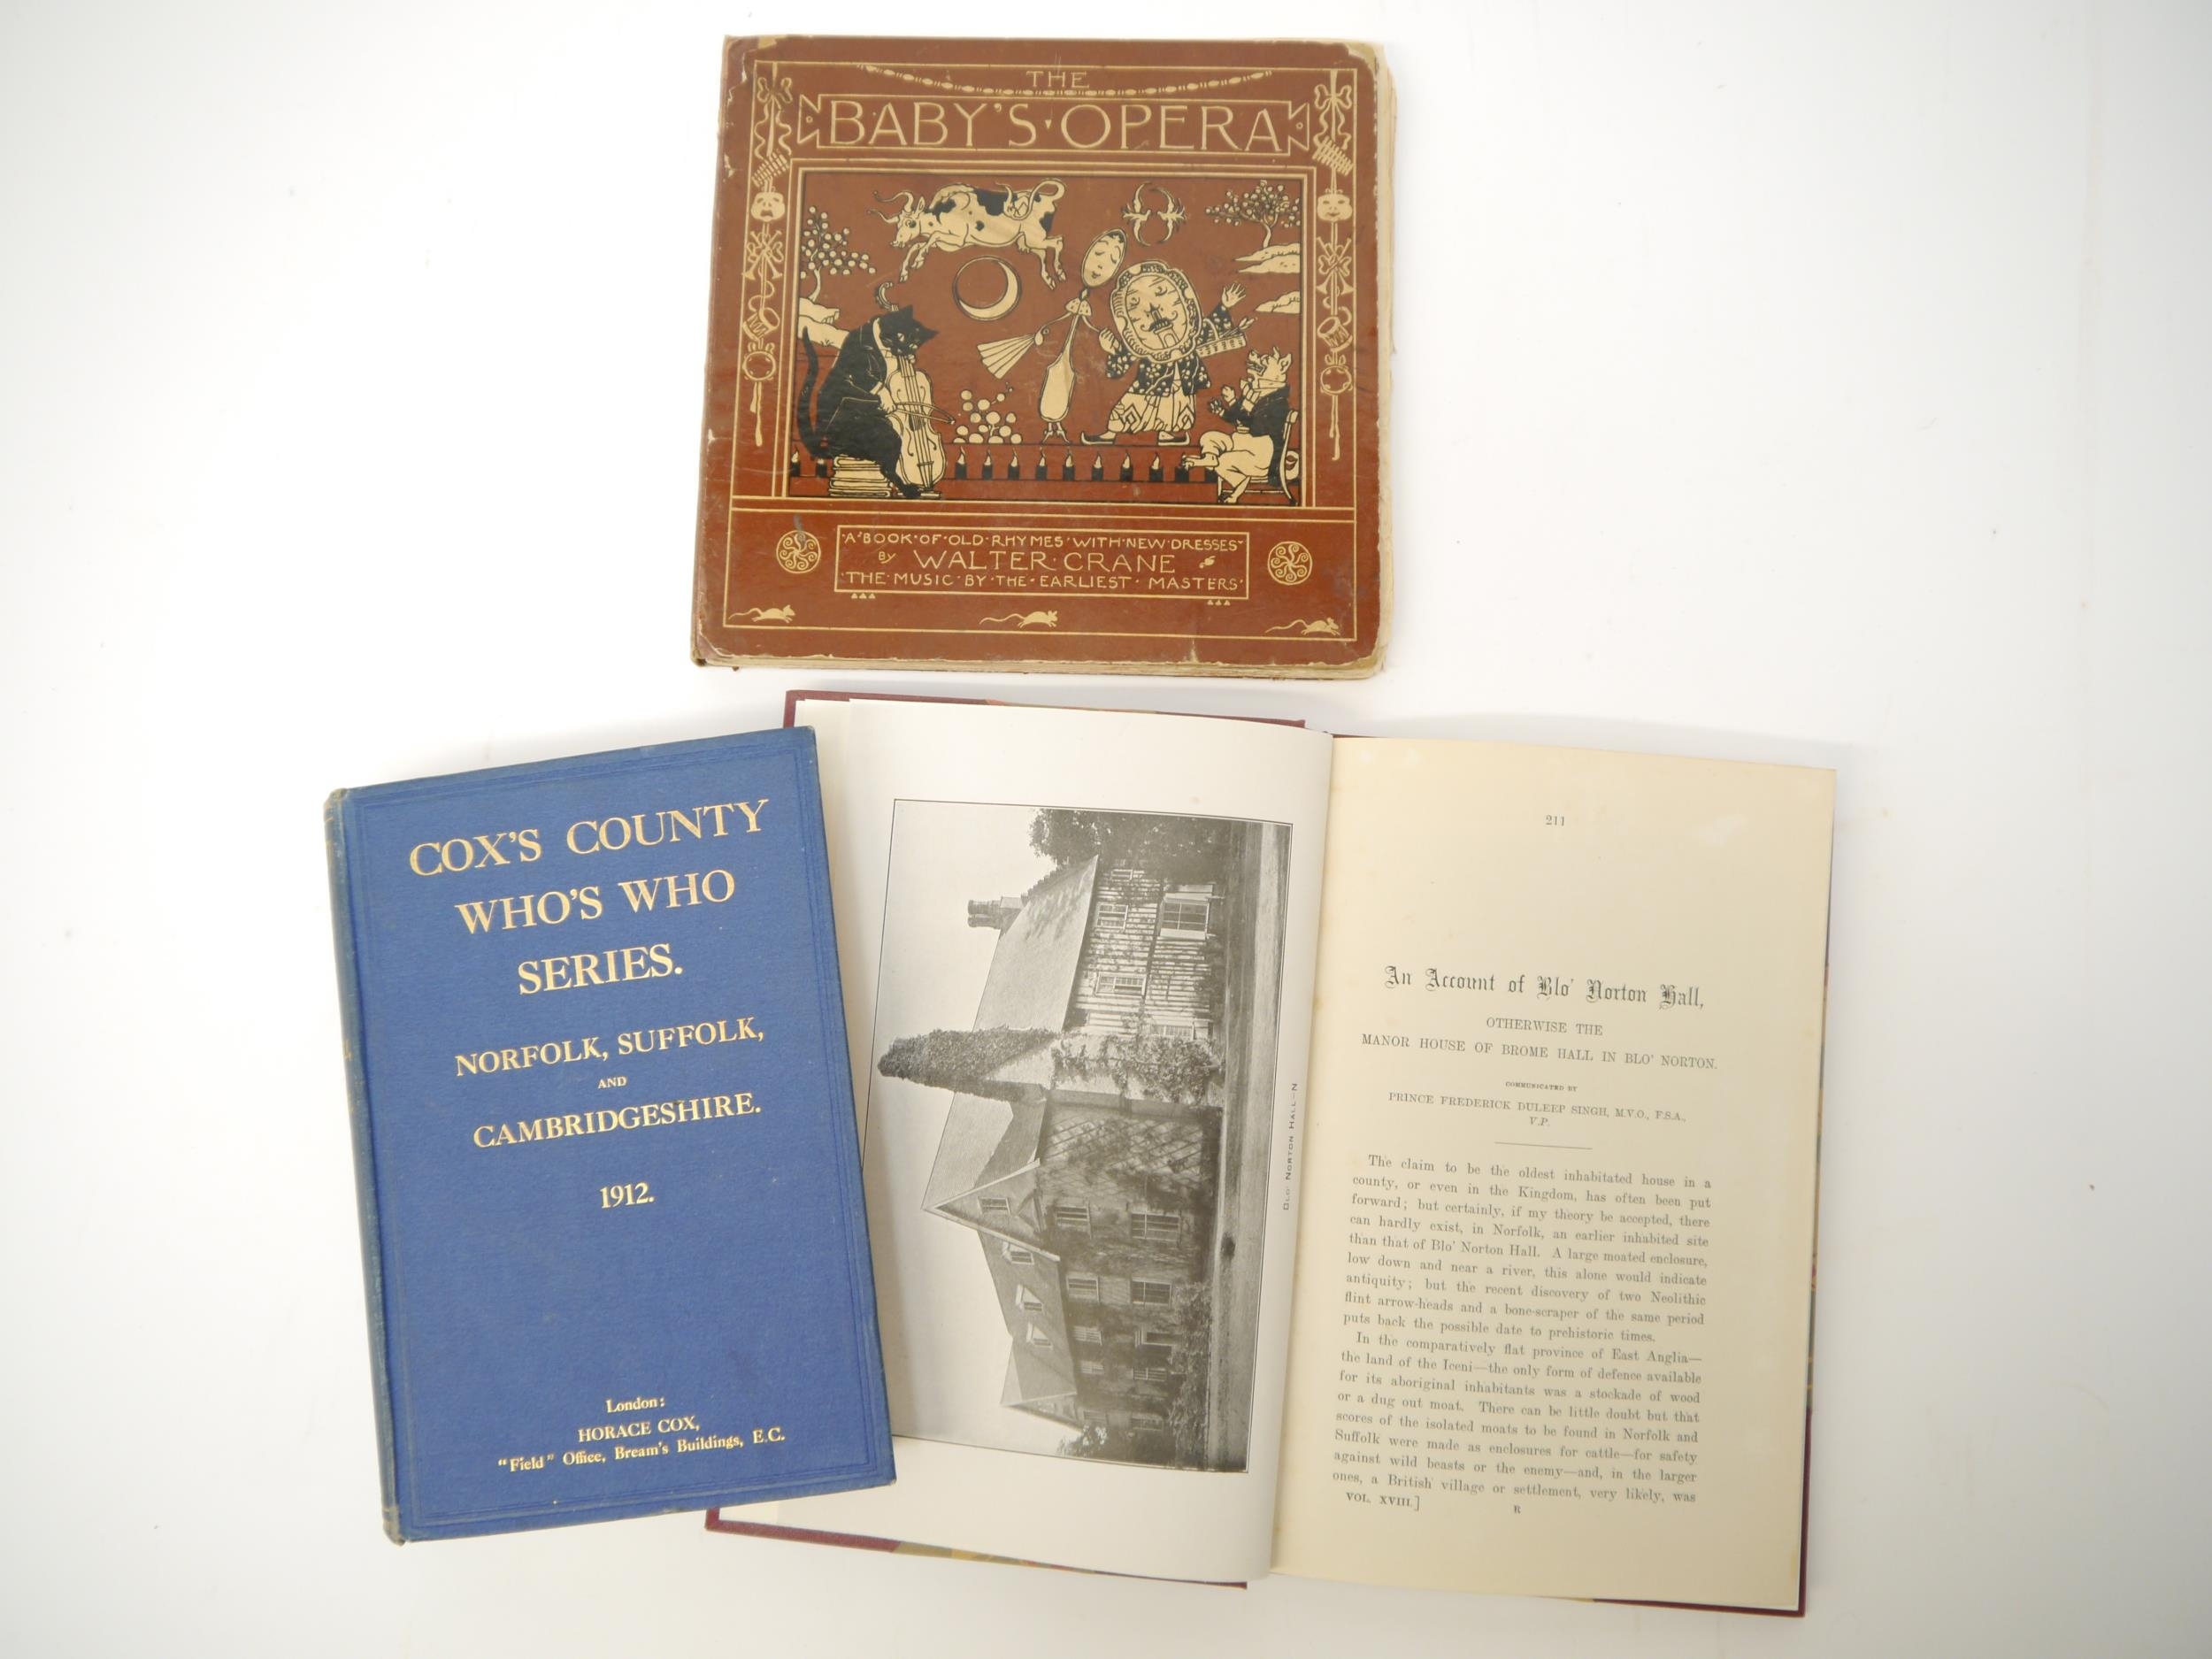 THE
BABY'S·OPERA
·A·BOOK·OF·OLD·RHYMES·WITH·NEW·DRESSES·
By WALTER·CRANE
·THE·MUSIC·BY·THE·EARLIEST·MASTERS·
COX'S COUNTY
WHO'S WHO
SERIES.
NORFOLK, SUFFOLK,
AND
CAMBRIDGESHIRE.
1912.
London:
HORACE COX,
"Field" Office, Bream's Buildings, E.C.
BLO' NORTON HALL—N
211
An Account of Blo' Norton Hall,
OTHERWISE THE
MANOR HOUSE OF BROME HALL IN BLO' NORTON.
COMMUNICATED BY
PRINCE FREDERICK DULEEP SINGH, M.V.O., F.S.A.,
V.P.
The claim to be the oldest inhabitated house in a
county, or even in the Kingdom, has often been put
forward; but certainly, if my theory be accepted, there
can hardly exist, in Norfolk, an earlier inhabited site
than that of Blo' Norton Hall. A large moated enclosure,
low down and near a river, this alone would indicate
antiquity; but the recent discovery of two Neolithic
flint arrow-heads and a bone-scraper of the same period
puts back the possible date to prehistoric times.
In the comparatively flat province of East Anglia—
the land of the Iceni—the only form of defence available
for its aboriginal inhabitants was a stockade of wood
or a dug out moat. There can be little doubt but that
scores of the isolated moats to be found in Norfolk and
Suffolk were made as enclosures for cattle—for safety
against wild beasts or the enemy—and, in the larger
ones, a British village or settlement, very likely, was
VOL. XVIII.] R